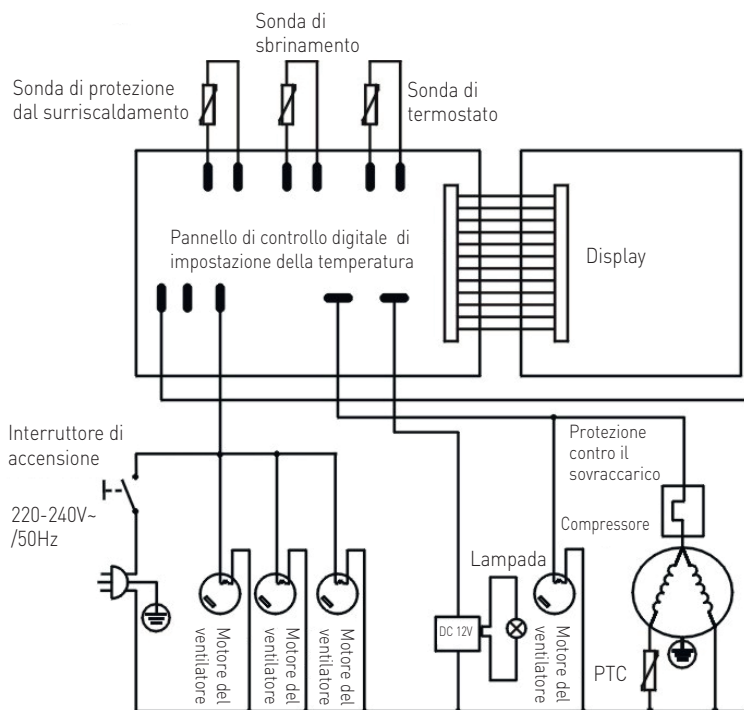 Sonda di
sbrinamento
Sonda di protezione
dal surriscaldamento
Sonda di
termostato
Pannello di controllo digitale di
impostazione della temperatura
Display
Interruttore di
accensione
220-240V~
/50Hz
Protezione
contro il
sovraccarico
Compressore
Lampada
DC 12V
Motore del
ventilatore
Motore del
ventilatore
Motore del
ventilatore
Motore del
ventilatore
PTC